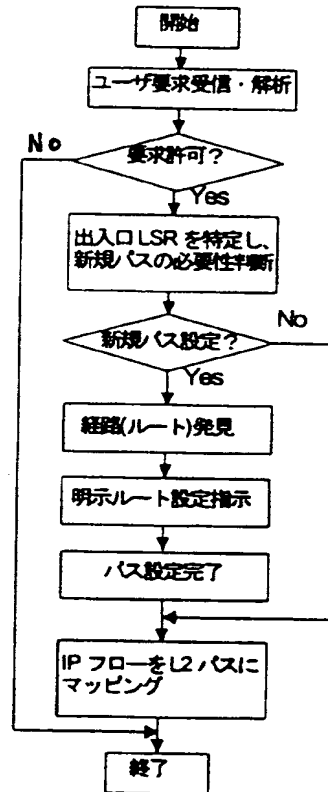 開始
ユーザ要求受信・解析
要求許可？
No
Yes
出入口LSRを特定し、
新規パスの必要性判断
新規パス設定？
No
Yes
経路(ルート)発見
明示ルート設定指示
パス設定完了
IPフローをL2パスに
マッピング
終了